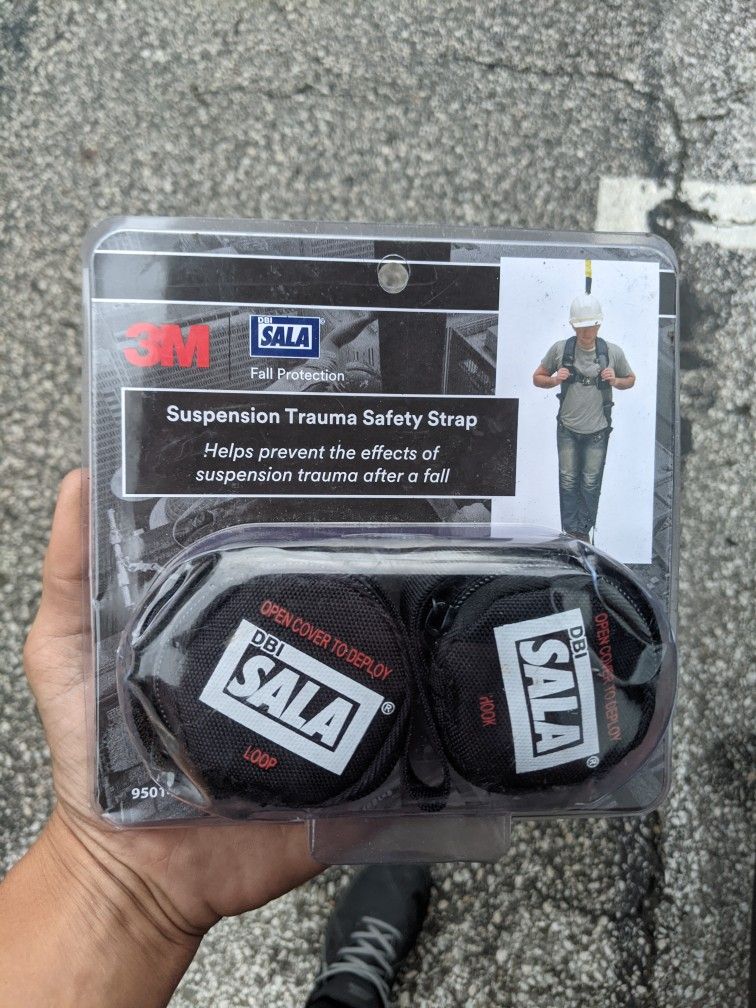 3M
DBI
SALA
Fall Protection
Suspension Trauma Safety Strap
Helps prevent the effects of
suspension trauma after a fall
OPEN COVER TO DEPLOY
DBI
SALA®
LOOP
OPEN COVER TO DEPLOY
DBI
SALA®
HOOK